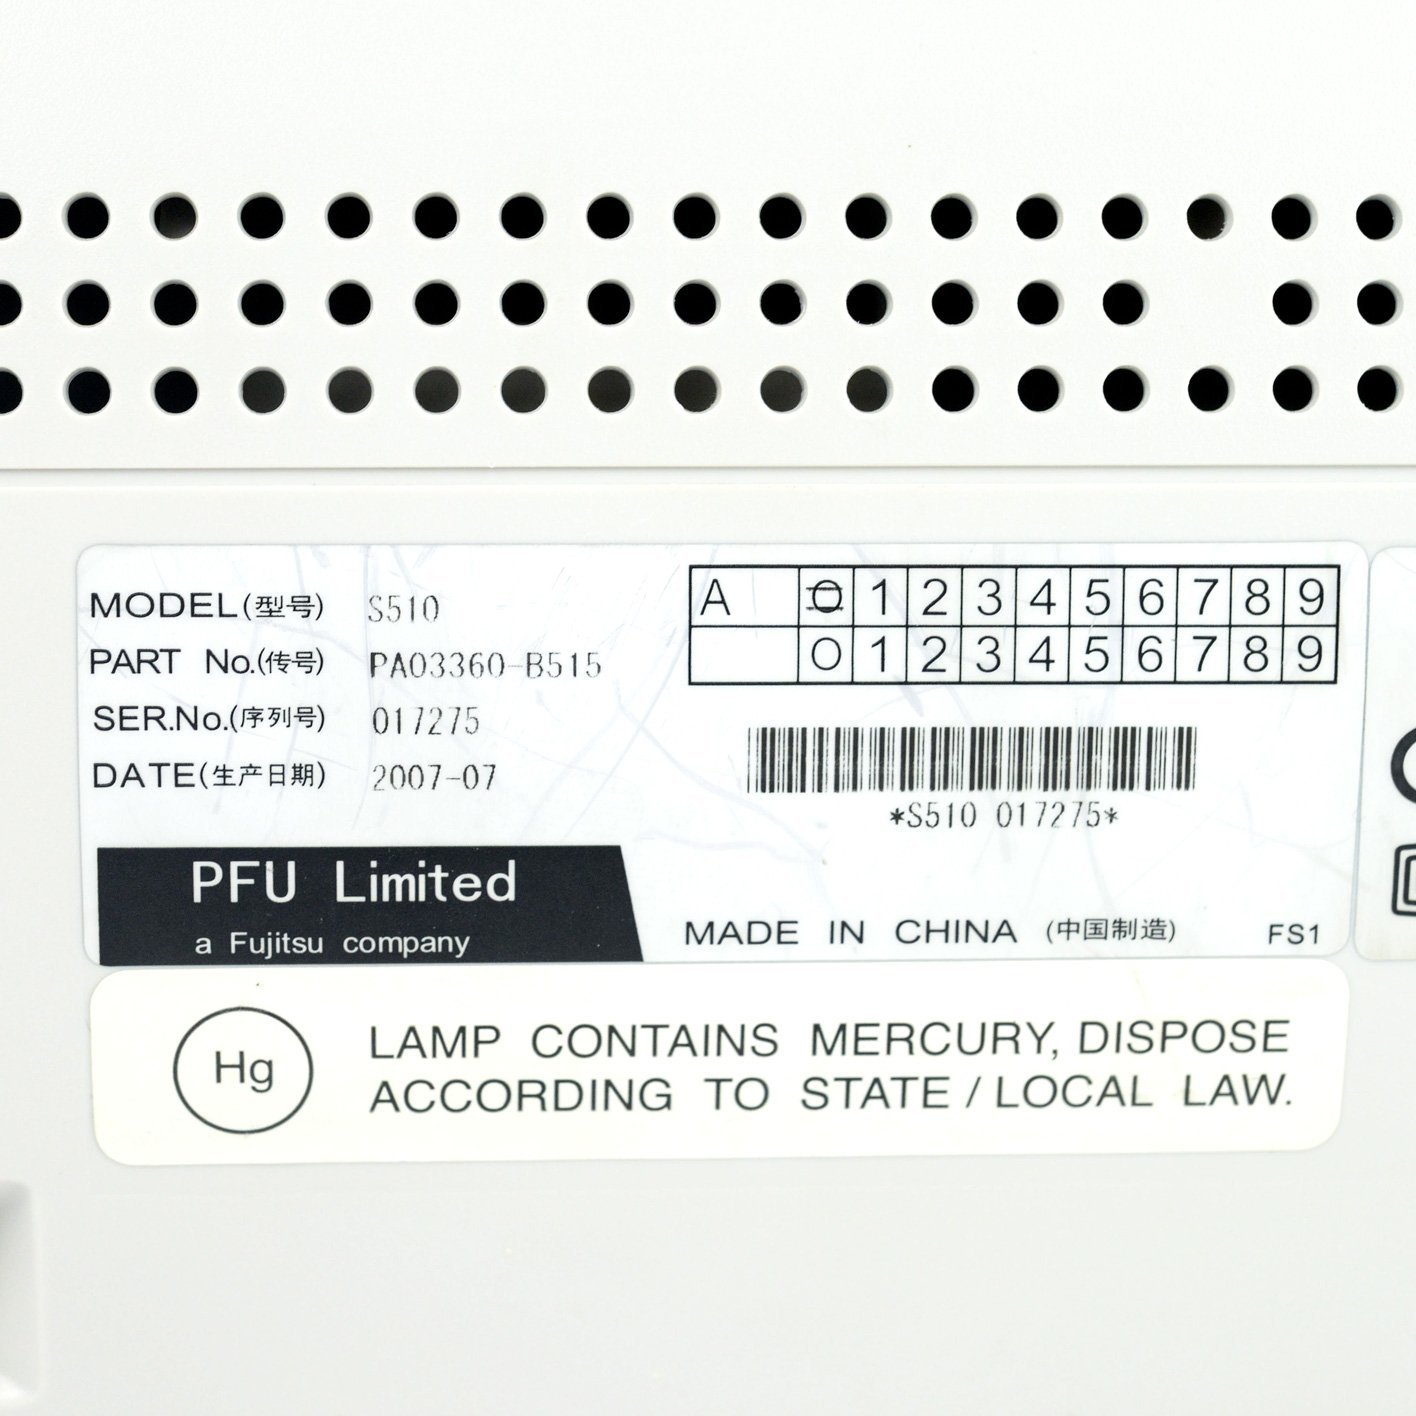 MODEL(型号) S510
PART No.(传号) PA03360-B515
SER.No.(序列号) 017275
DATE(生产日期) 2007-07
A 0 1 2 3 4 5 6 7 8 9
0 1 2 3 4 5 6 7 8 9
*S510 017275*
PFU Limited
a Fujitsu company
MADE IN CHINA (中国制造) FS1
Hg
LAMP CONTAINS MERCURY, DISPOSE
ACCORDING TO STATE / LOCAL LAW.